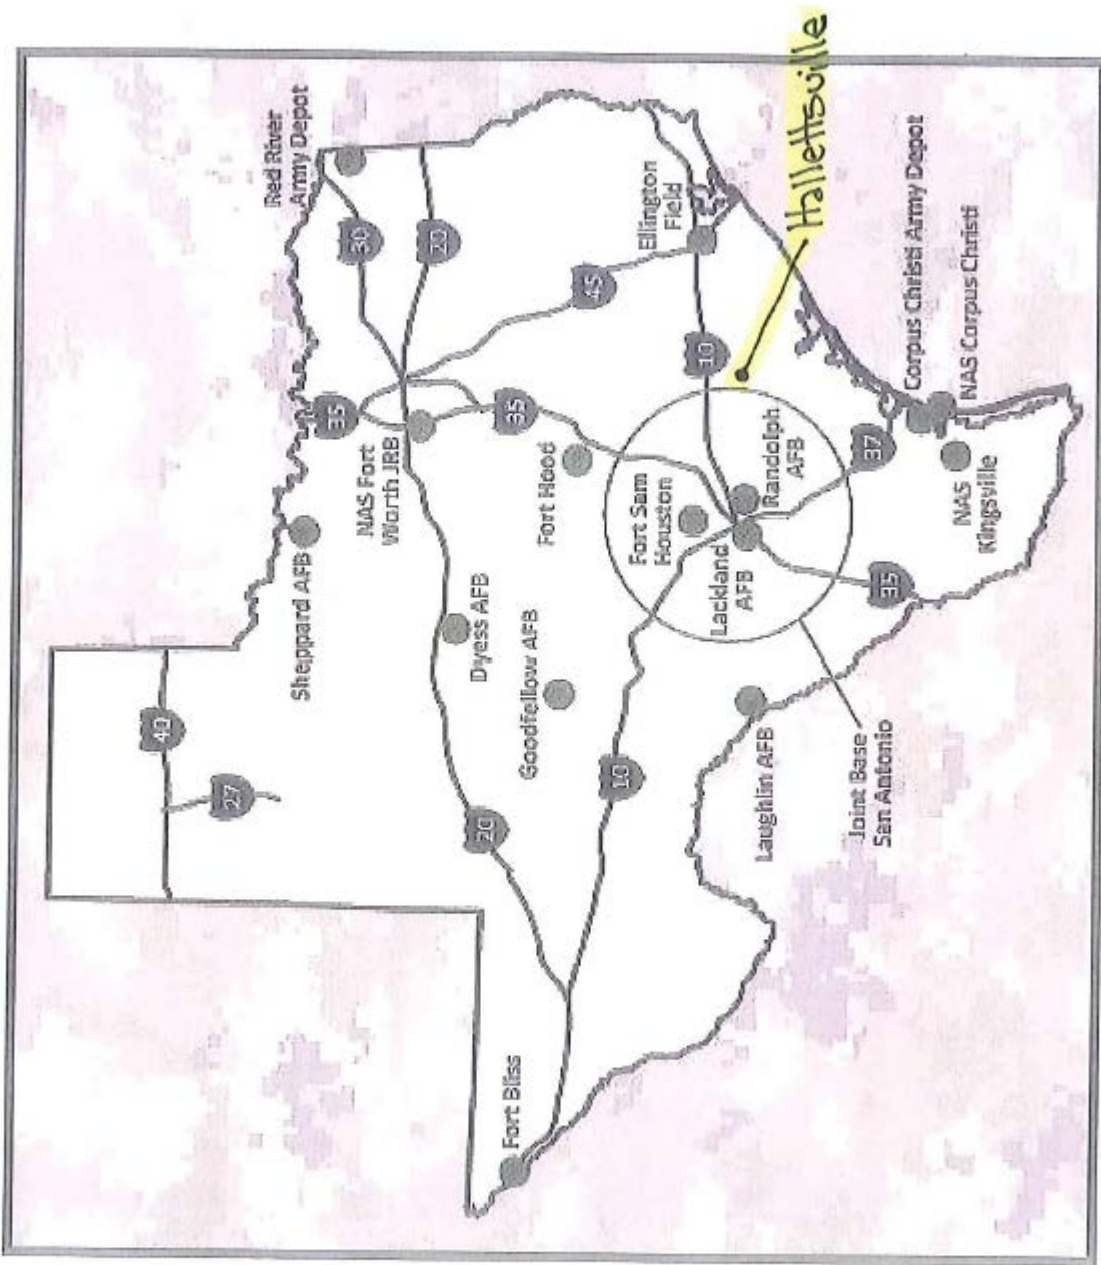 40
27
Sheppard AFB
35
30
Red River
Army Depot
20
NAS Fort
Worth JRB
Dyess AFB
Goodfellow AFB
Fort Hood
35
45
20
Fort Bliss
10
Ellington
Field
10
Fort Sam
Houston
Lackland
AFB
Randolph
AFB
Hallettsville
Laughlin AFB
35
37
Joint Base
San Antonio
Corpus Christi Army Depot
NAS Corpus Christi
NAS
Kingsville